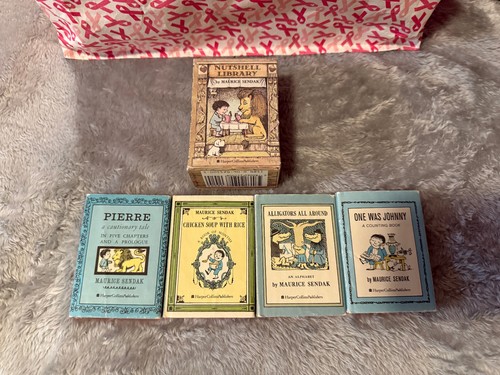 NUTSHELL
LIBRARY
by MAURICE SENDAK
HarperCollinsPublishers
PIERRE
a cautionary tale
IN FIVE CHAPTERS
AND A PROLOGUE
MAURICE SENDAK
HarperCollinsPublishers
MAURICE SENDAK
CHICKEN SOUP WITH RICE
HarperCollinsPublishers
ALLIGATORS ALL AROUND
AN ALPHABET
by MAURICE SENDAK
HarperCollinsPublishers
ONE WAS JOHNNY
A COUNTING BOOK
by MAURICE SENDAK
HarperCollinsPublishers